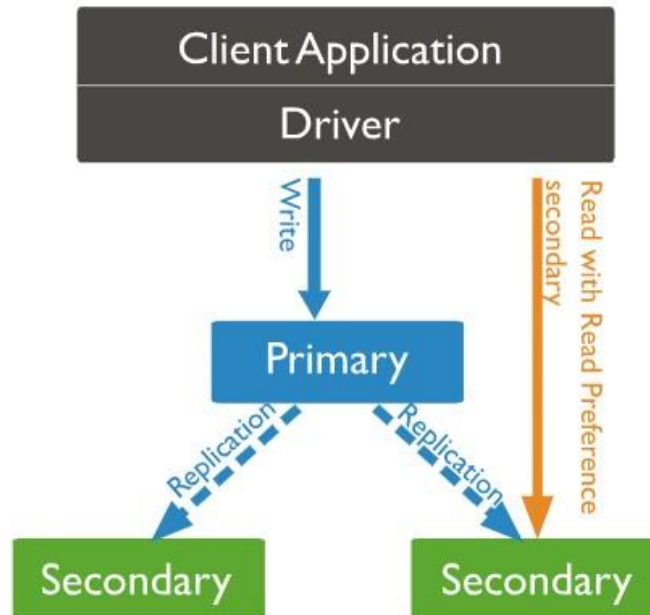 Client Application
Driver
Write
Read with Read Preference
secondary
Primary
Replication
Replication
Secondary
Secondary